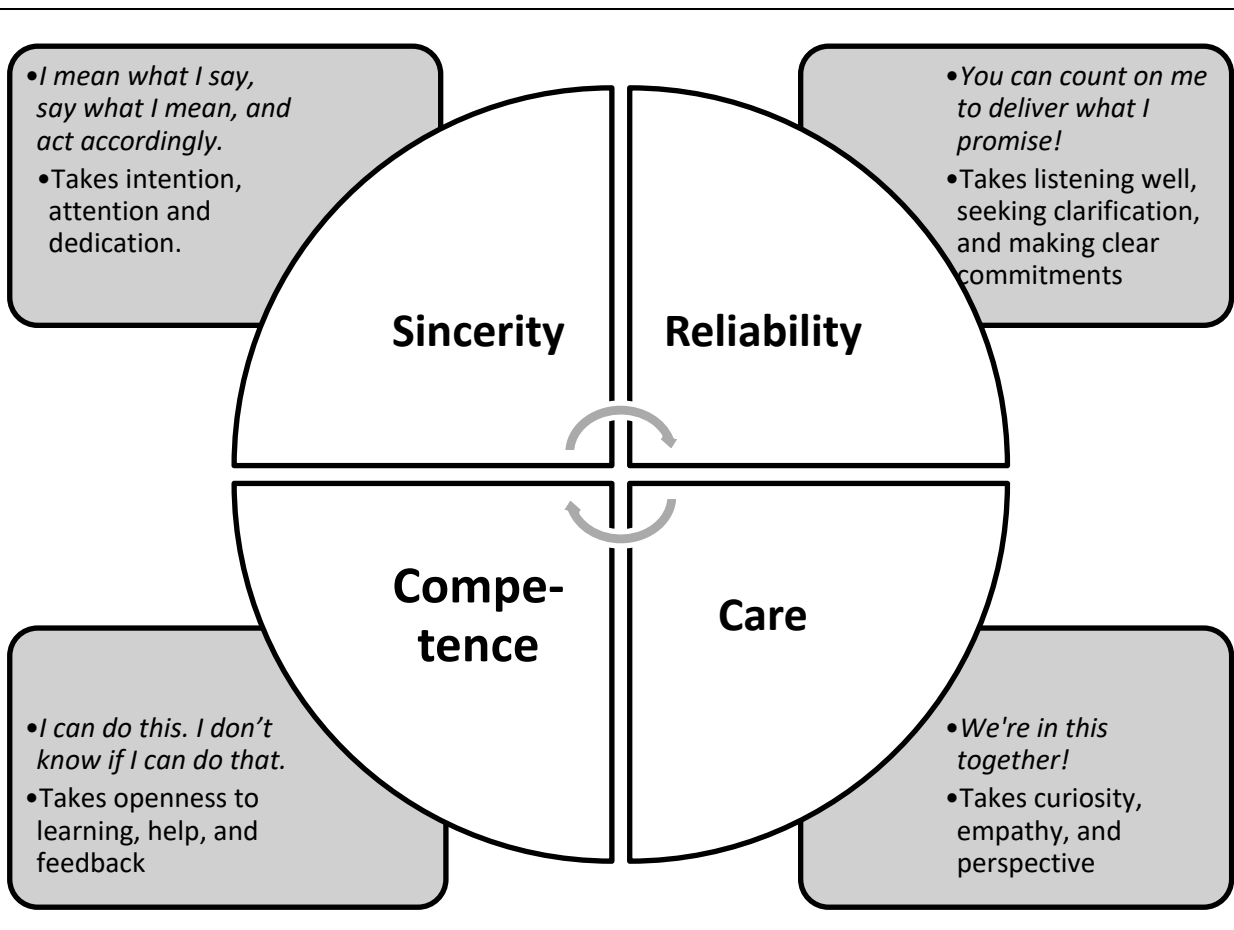 •I mean what I say,
say what I mean, and
act accordingly.
•Takes intention,
attention and
dedication.
•You can count on me
to deliver what I
promise!
•Takes listening well,
seeking clarification,
and making clear
commitments
Sincerity
Reliability
Compe-
tence
Care
•I can do this. I don’t
know if I can do that.
•Takes openness to
learning, help, and
feedback
•We're in this
together!
•Takes curiosity,
empathy, and
perspective